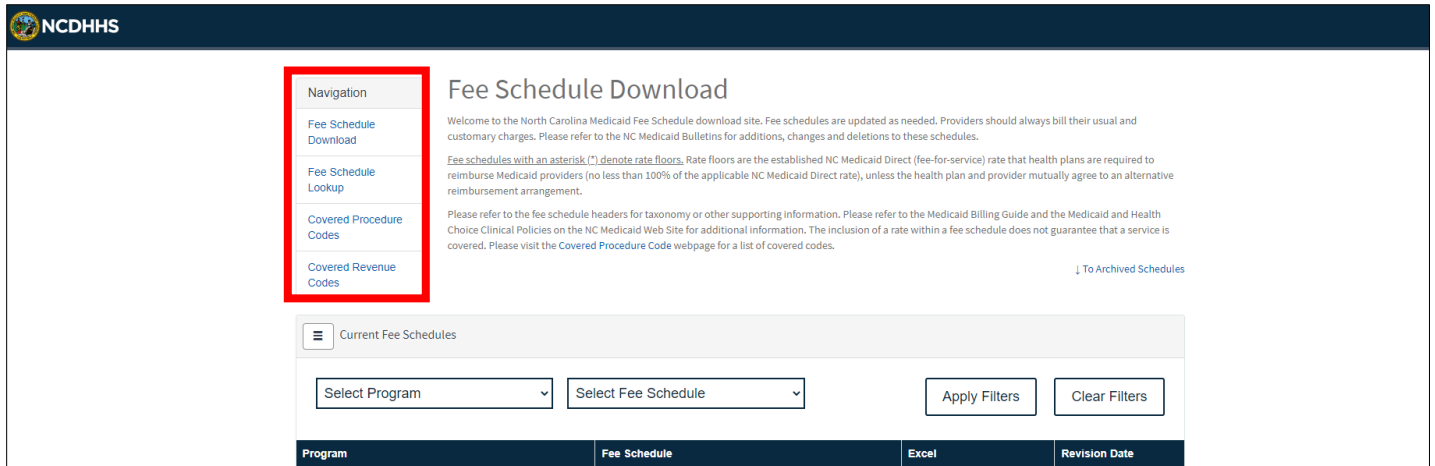 NCDHHS
Navigation
Fee Schedule
Download
Fee Schedule
Lookup
Covered Procedure
Codes
Covered Revenue
Codes
Fee Schedule Download
Welcome to the North Carolina Medicaid Fee Schedule download site. Fee schedules are updated as needed. Providers should always bill their usual and
customary charges. Please refer to the NC Medicaid Bulletins for additions, changes and deletions to these schedules.
Fee schedules with an asterisk (*) denote rate floors. Rate floors are the established NC Medicaid Direct (fee-for-service) rate that health plans are required to
reimburse Medicaid providers (no less than 100% of the applicable NC Medicaid Direct rate), unless the health plan and provider mutually agree to an alternative
reimbursement arrangement.
Please refer to the fee schedule headers for taxonomy or other supporting information. Please refer to the Medicaid Billing Guide and the Medicaid and Health
Choice Clinical Policies on the NC Medicaid Web Site for additional information. The inclusion of a rate within a fee schedule does not guarantee that a service is
covered. Please visit the Covered Procedure Code webpage for a list of covered codes.
↓ To Archived Schedules
Current Fee Schedules
Select Program
Select Fee Schedule
Apply Filters
Clear Filters
Program
Fee Schedule
Excel
Revision Date